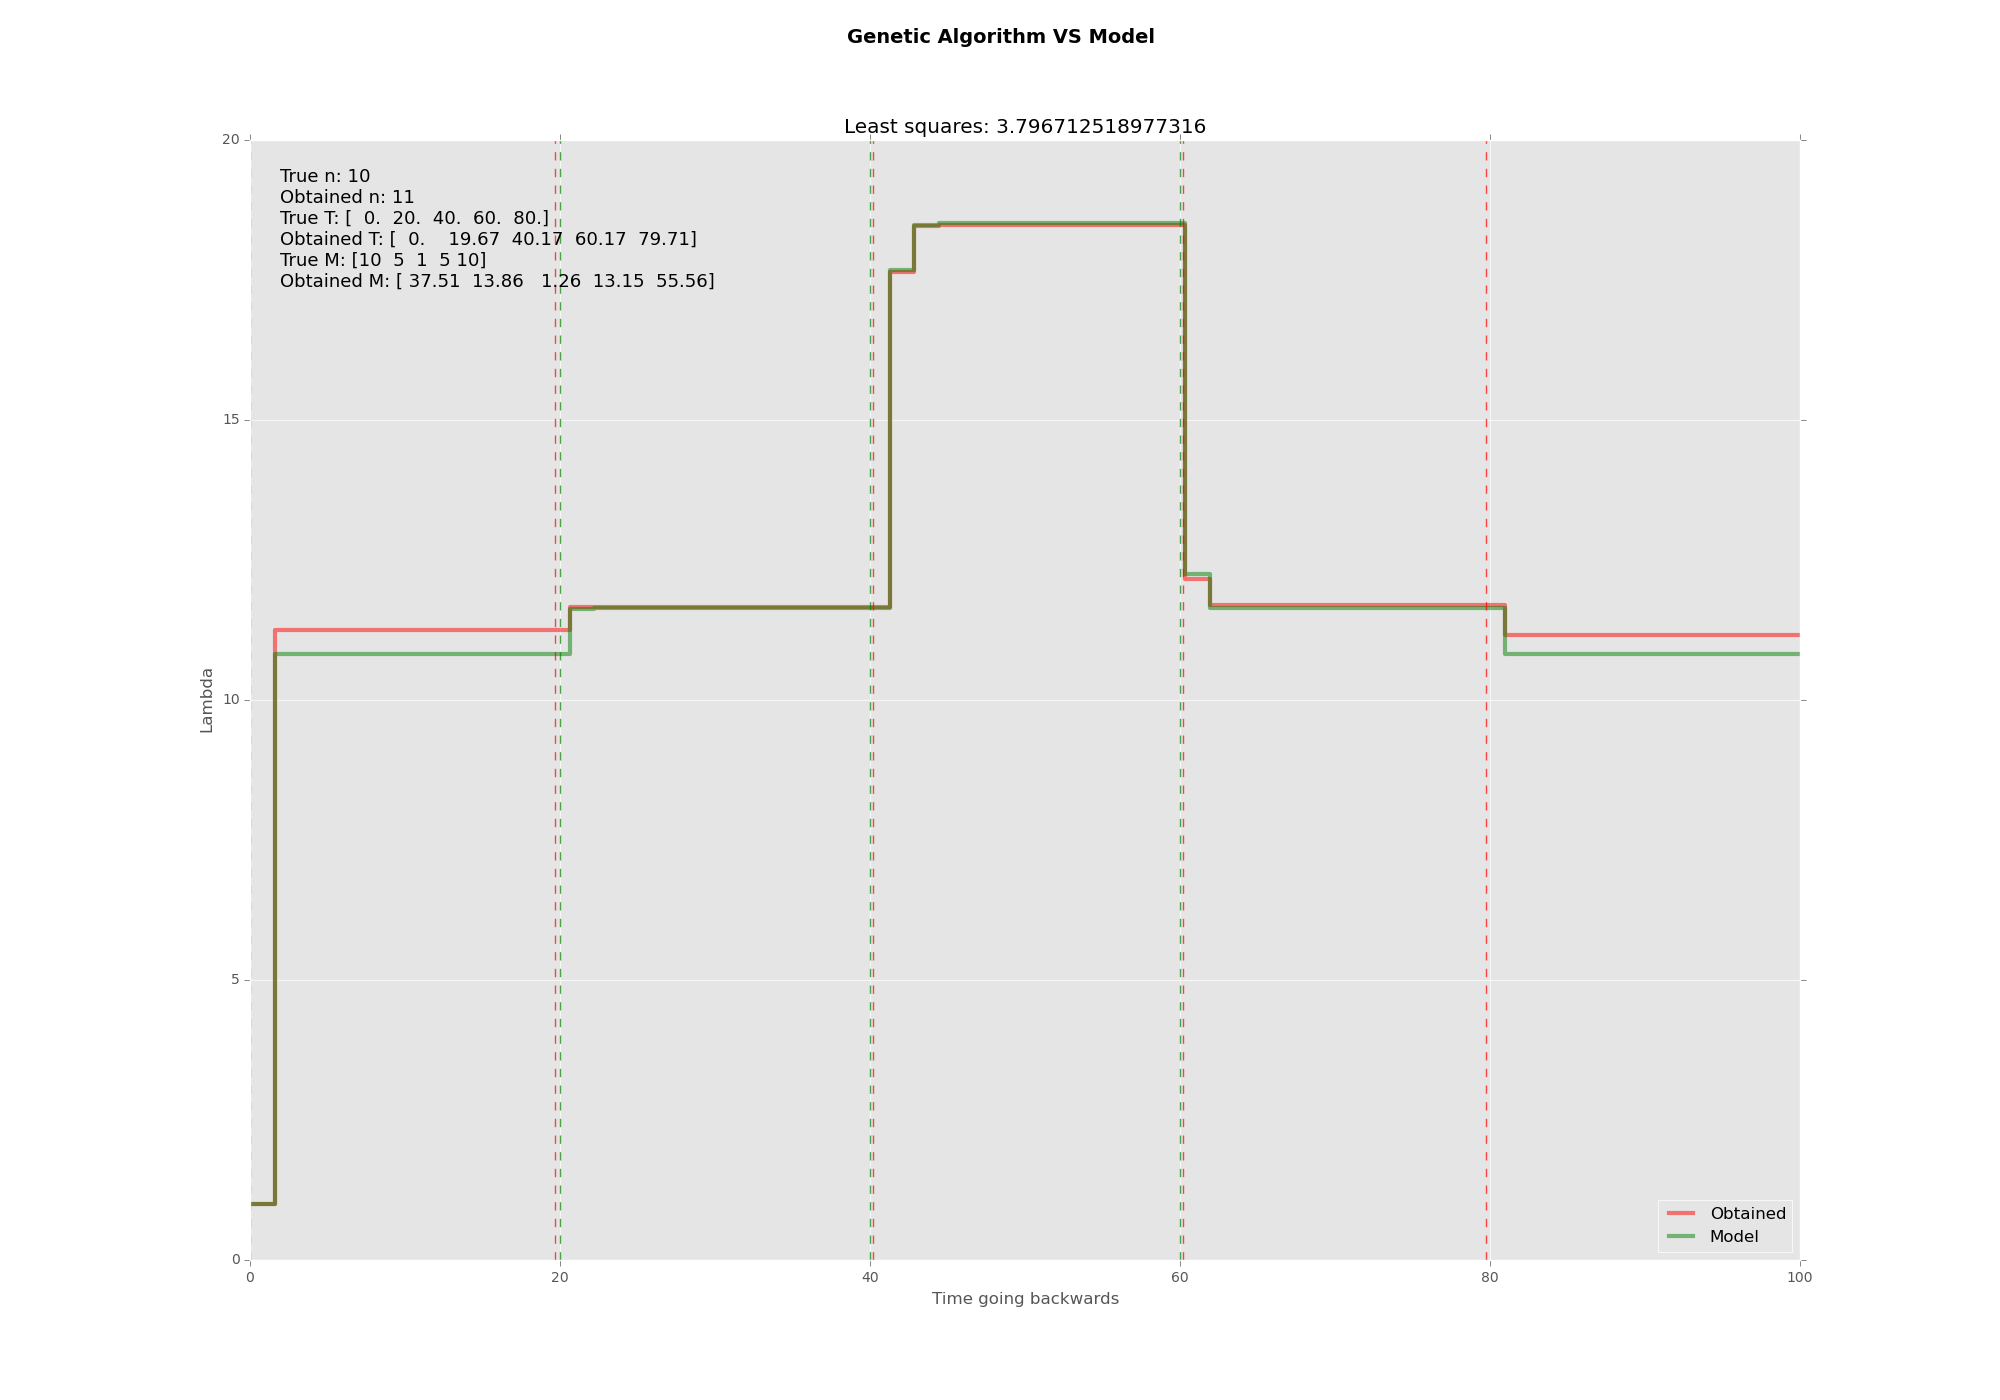 Genetic Algorithm VS Model
Least squares: 3.796712518977316
True n: 10
Obtained n: 11
True T: [  0.  20.  40.  60.  80.]
Obtained T: [  0.    19.67  40.17  60.17  79.71]
True M: [10  5  1  5 10]
Obtained M: [ 37.51  13.86   1.26  13.15  55.56]
20
15
10
5
0
Lambda
0 20 40 60 80 100
Time going backwards
Obtained
Model